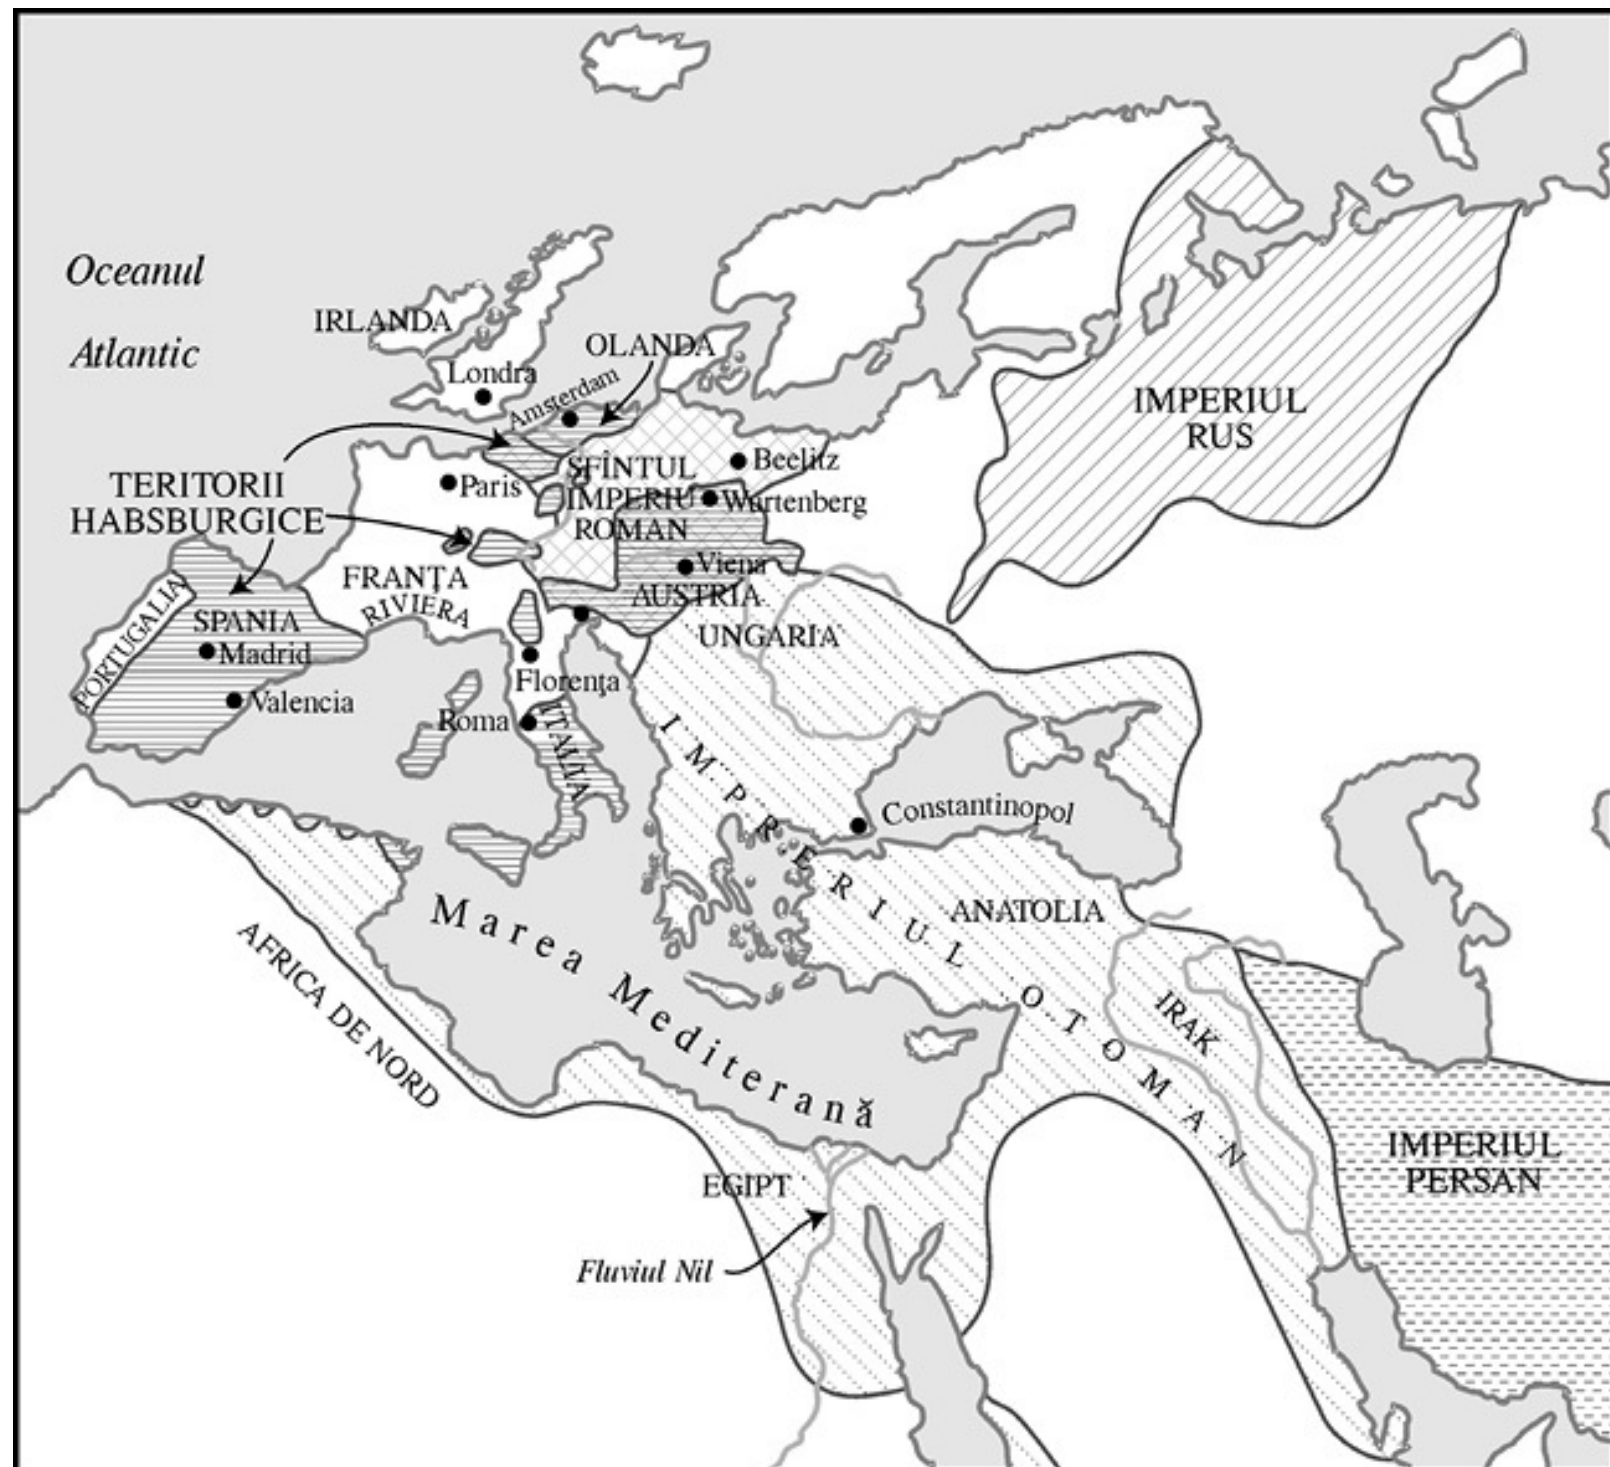 Oceanul
Atlantic
IRLANDA
Londra
OLANDA
Amsterdam
IMPERIUL
RUS
TERITORII
HABSBURGICE
Paris
SFÎNTUL
IMPERIU
ROMAN
Beelitz
Wartenberg
Viena
AUSTRIA
FRANȚA
RIVIERA
PORTUGALIA
SPANIA
Madrid
Valencia
UNGARIA
Florența
Roma
ITALIA
Constantinopol
IMPRERIUL OTOMAN
ANATOLIA
IRAK
Marea Mediterană
AFRICA DE NORD
EGIPT
Fluviul Nil
IMPERIUL
PERSAN